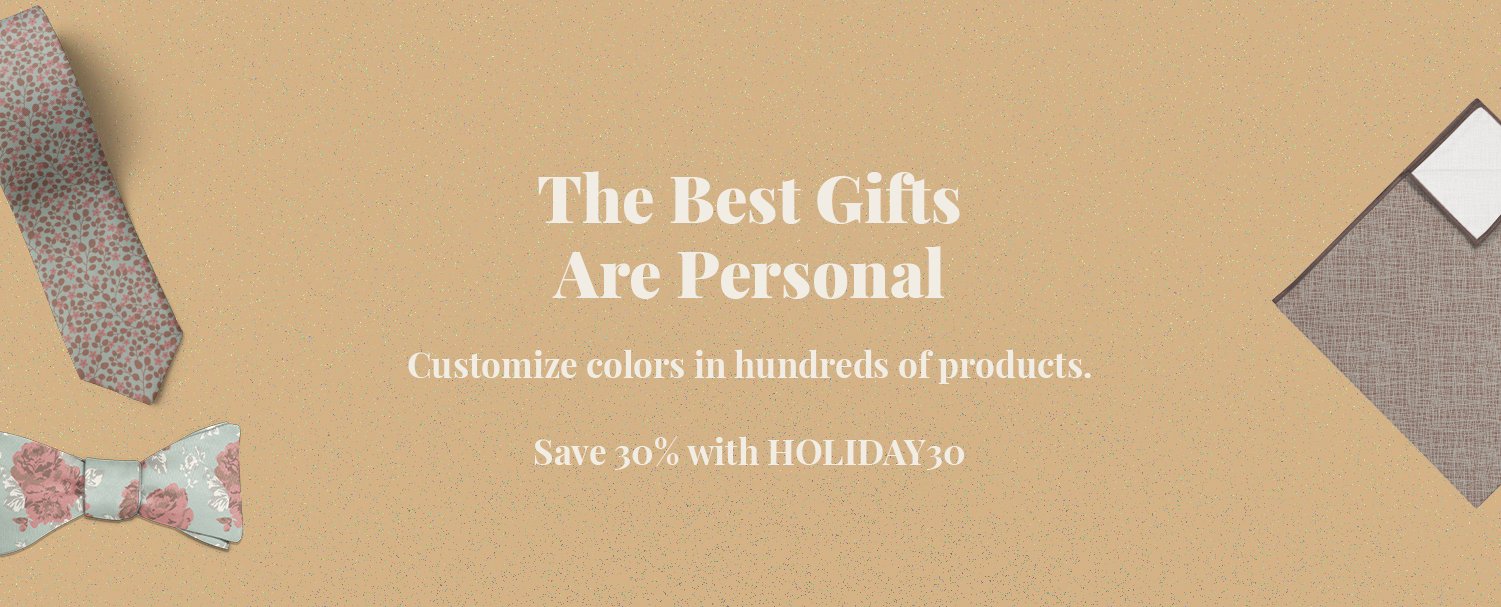 The Best Gifts
Are Personal
Customize colors in hundreds of products.
Save 30% with HOLIDAY30